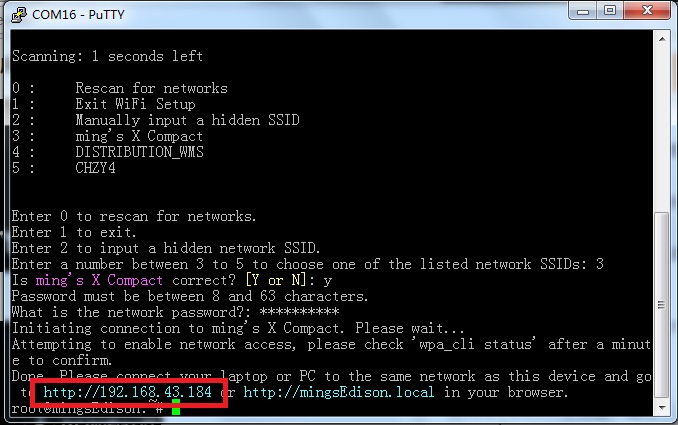 COM16 - PuTTY
Scanning: 1 seconds left
0 :     Rescan for networks
1 :     Exit WiFi Setup
2 :     Manually input a hidden SSID
3 :     ming's X Compact
4 :     DISTRIBUTION_WMS
5 :     CHZY4
Enter 0 to rescan for networks.
Enter 1 to exit.
Enter 2 to input a hidden network SSID.
Enter a number between 3 to 5 to choose one of the listed network SSIDs: 3
Is ming's X Compact correct? [Y or N]: y
Password must be between 8 and 63 characters.
What is the network password?: **********
Initiating connection to ming's X Compact. Please wait...
Attempting to enable network access, please check 'wpa_cli status' after a minut
e to confirm.
Done. Please connect your laptop or PC to the same network as this device and go
 to http://192.168.43.184 or http://mingsEdison.local in your browser.
root@mingsEdison:~#